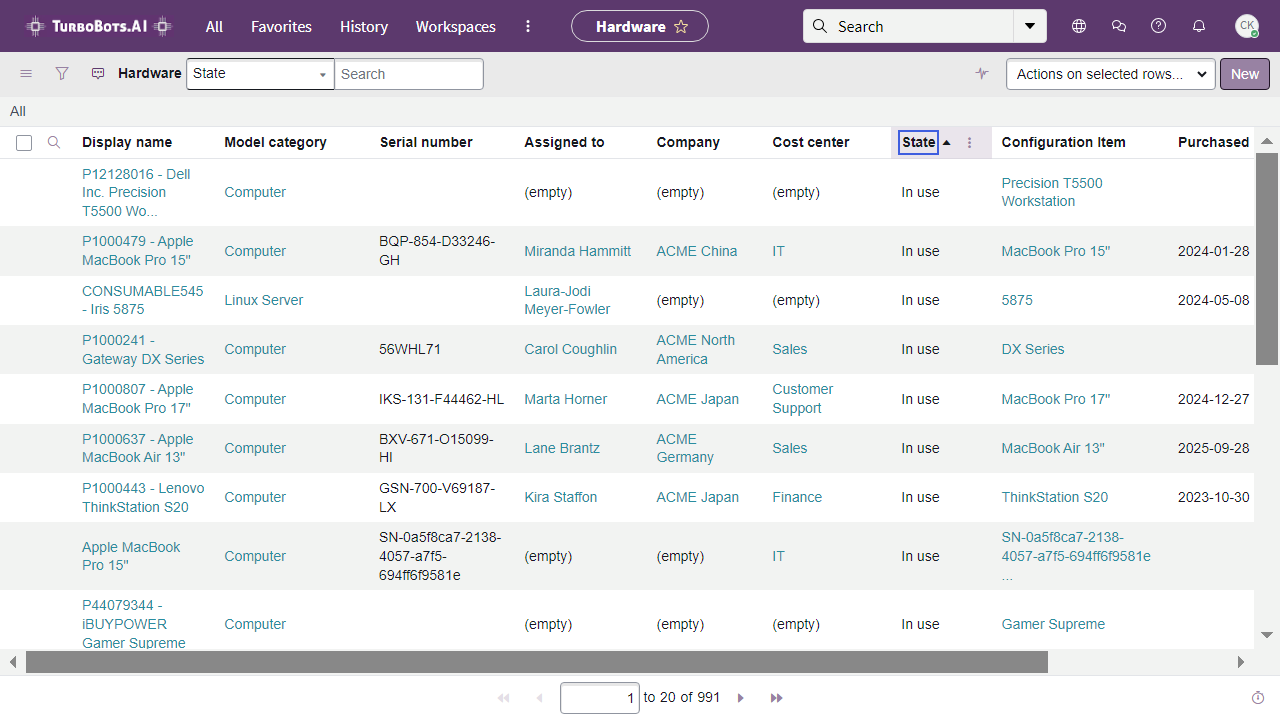 TURBOBOTS.AI All Favorites History Workspaces Hardware Search CK
Hardware State Search Actions on selected rows... New
All
Display name Model category Serial number Assigned to Company Cost center State Configuration Item Purchased
P12128016 - Dell
Inc. Precision
T5500 Wo...
Computer
(empty)
(empty)
(empty)
In use
Precision T5500
Workstation
P1000479 - Apple
MacBook Pro 15"
Computer
BQP-854-D33246-
GH
Miranda Hammitt
ACME China
IT
In use
MacBook Pro 15"
2024-01-28
CONSUMABLE545
- Iris 5875
Linux Server
Laura-Jodi
Meyer-Fowler
(empty)
(empty)
In use
5875
2024-05-08
P1000241 -
Gateway DX Series
Computer
56WHL71
Carol Coughlin
ACME North
America
Sales
In use
DX Series
P1000807 - Apple
MacBook Pro 17"
Computer
IKS-131-F44462-HL
Marta Horner
ACME Japan
Customer
Support
In use
MacBook Pro 17"
2024-12-27
P1000637 - Apple
MacBook Air 13"
Computer
BXV-671-O15099-
HI
Lane Brantz
ACME
Germany
Sales
In use
MacBook Air 13"
2025-09-28
P1000443 - Lenovo
ThinkStation S20
Computer
GSN-700-V69187-
LX
Kira Staffon
ACME Japan
Finance
In use
ThinkStation S20
2023-10-30
Apple MacBook
Pro 15"
Computer
SN-0a5f8ca7-2138-
4057-a7f5-
694ff6f9581e
(empty)
(empty)
IT
In use
SN-0a5f8ca7-2138-
4057-a7f5-694ff6f9581e
...
P44079344 -
iBUYPOWER
Gamer Supreme
Computer
(empty)
(empty)
(empty)
In use
Gamer Supreme
1 to 20 of 991